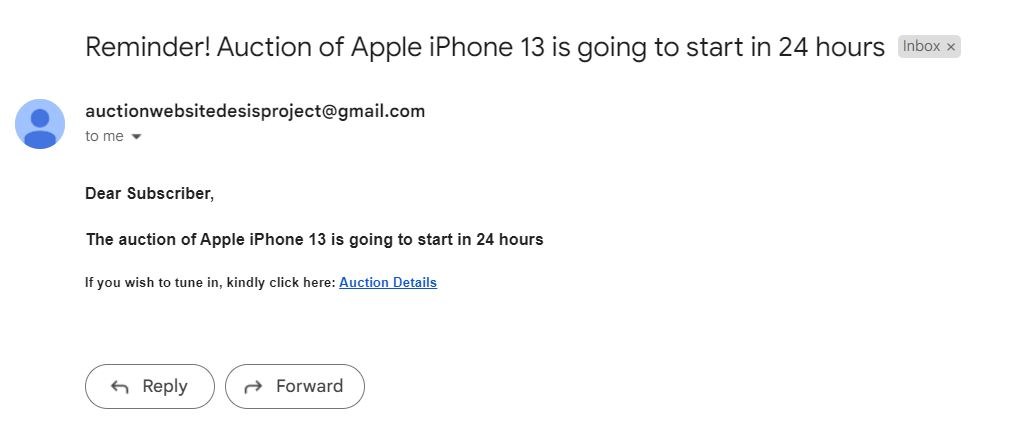 Reminder! Auction of Apple iPhone 13 is going to start in 24 hours Inbox ×
auctionwebsitedesisproject@gmail.com
to me
Dear Subscriber,
The auction of Apple iPhone 13 is going to start in 24 hours
If you wish to tune in, kindly click here: Auction Details
Reply Forward